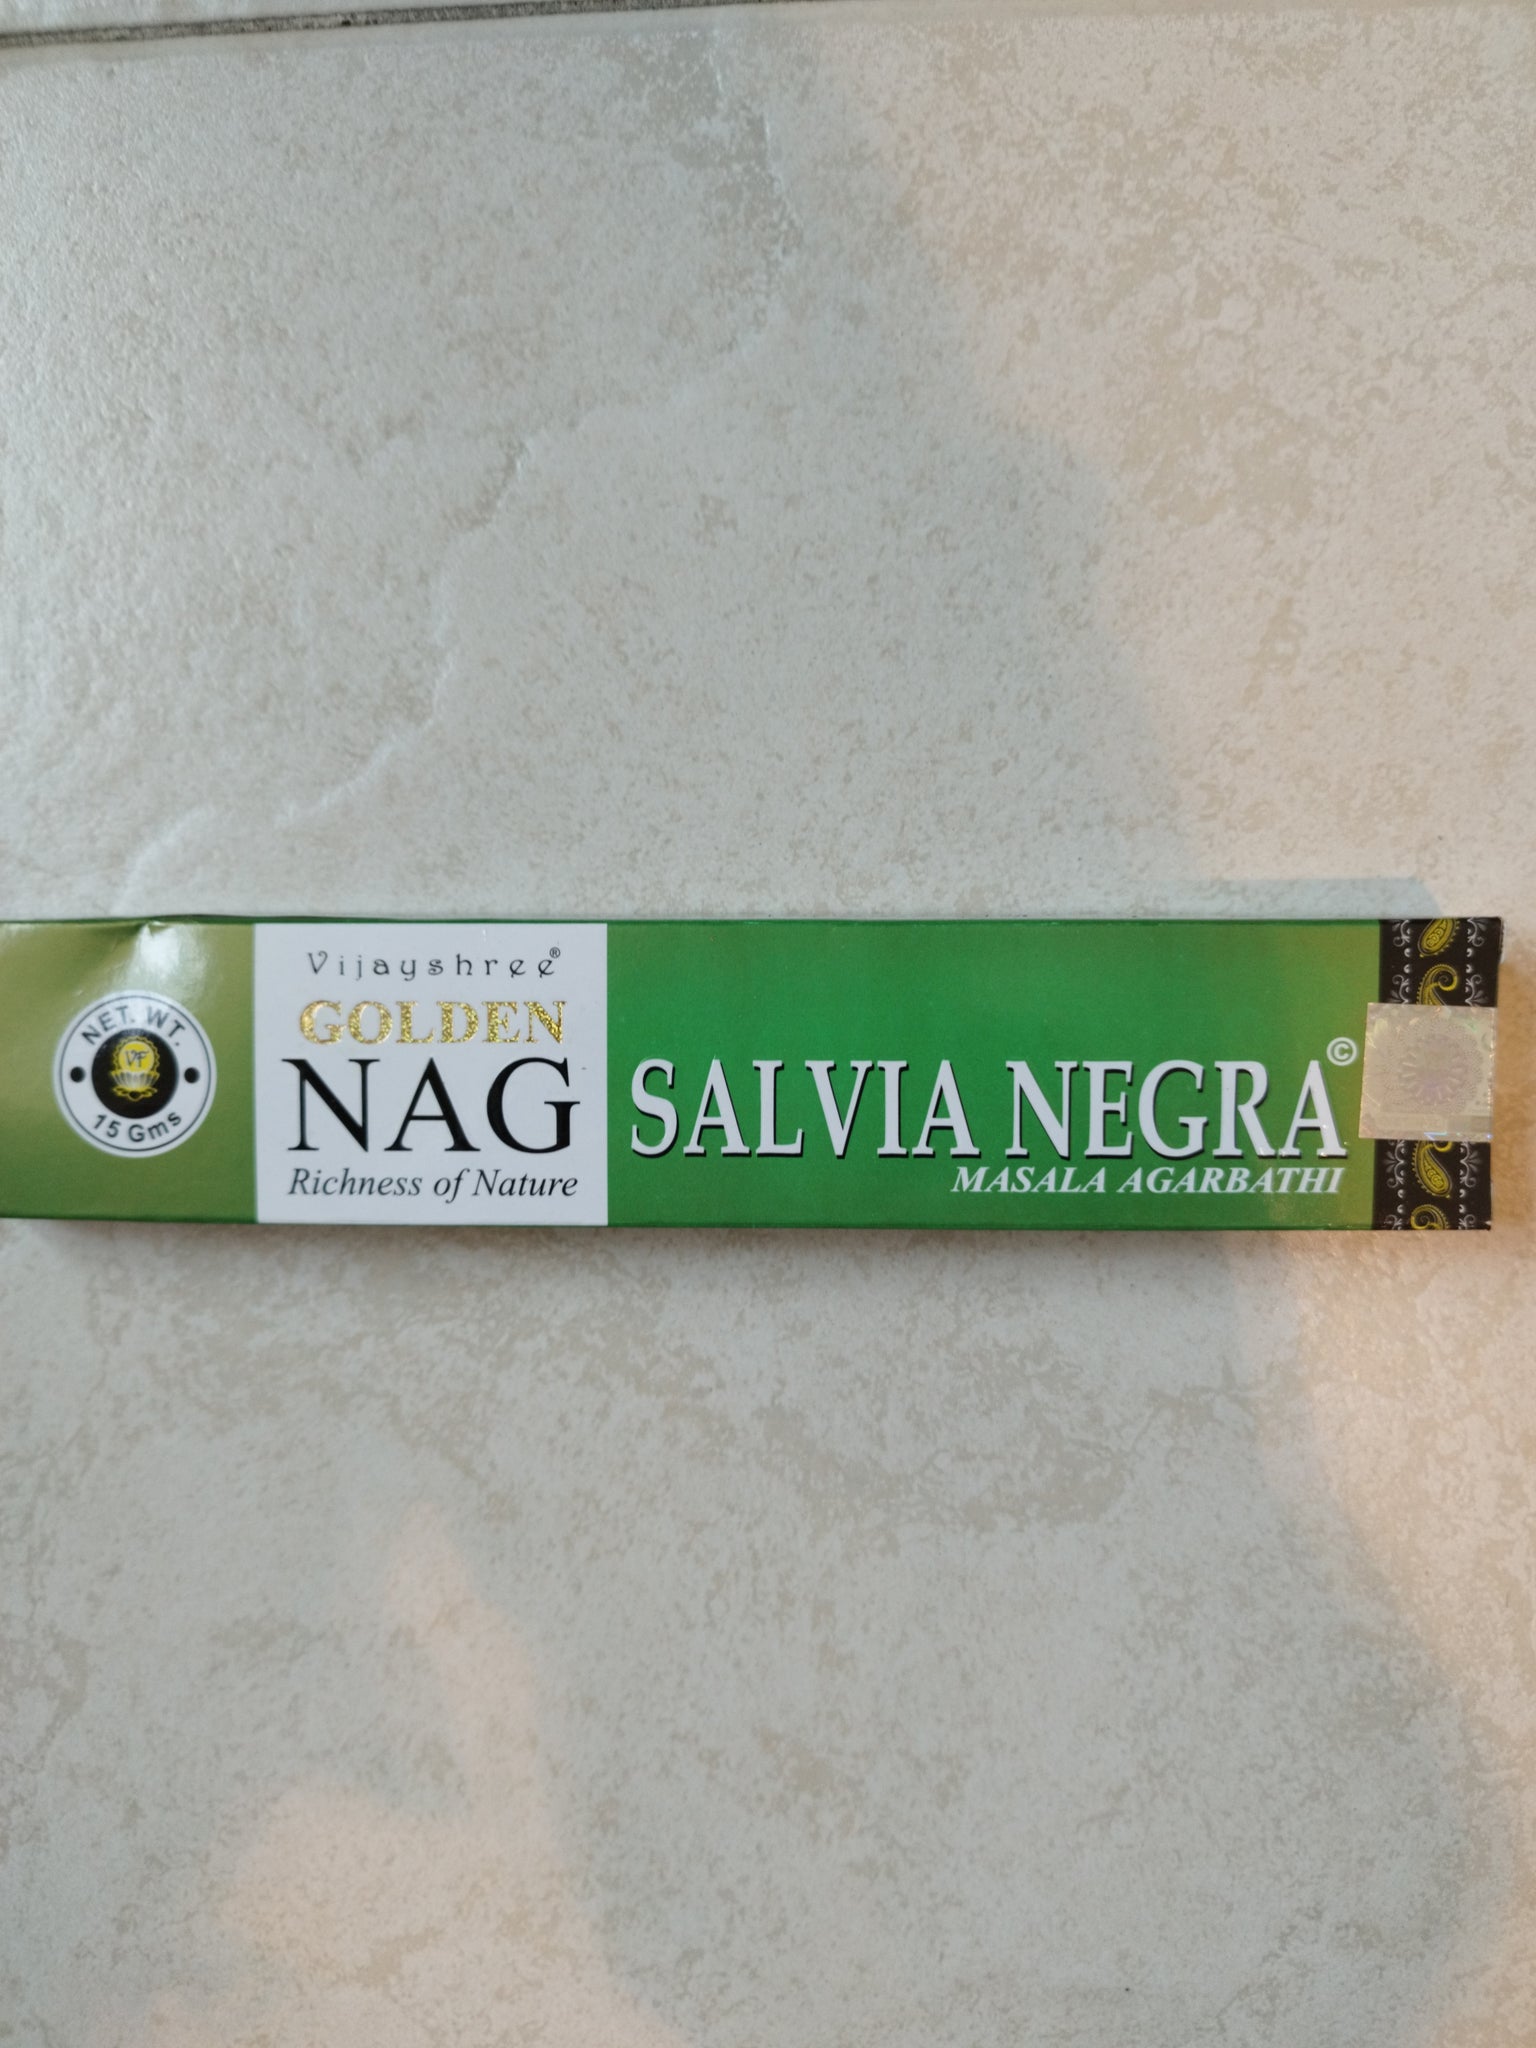 NET. WT.
VF
15 Gms
Vijayshree®
GOLDEN
NAG
Richness of Nature
SALVIA NEGRA©
MASALA AGARBATHI